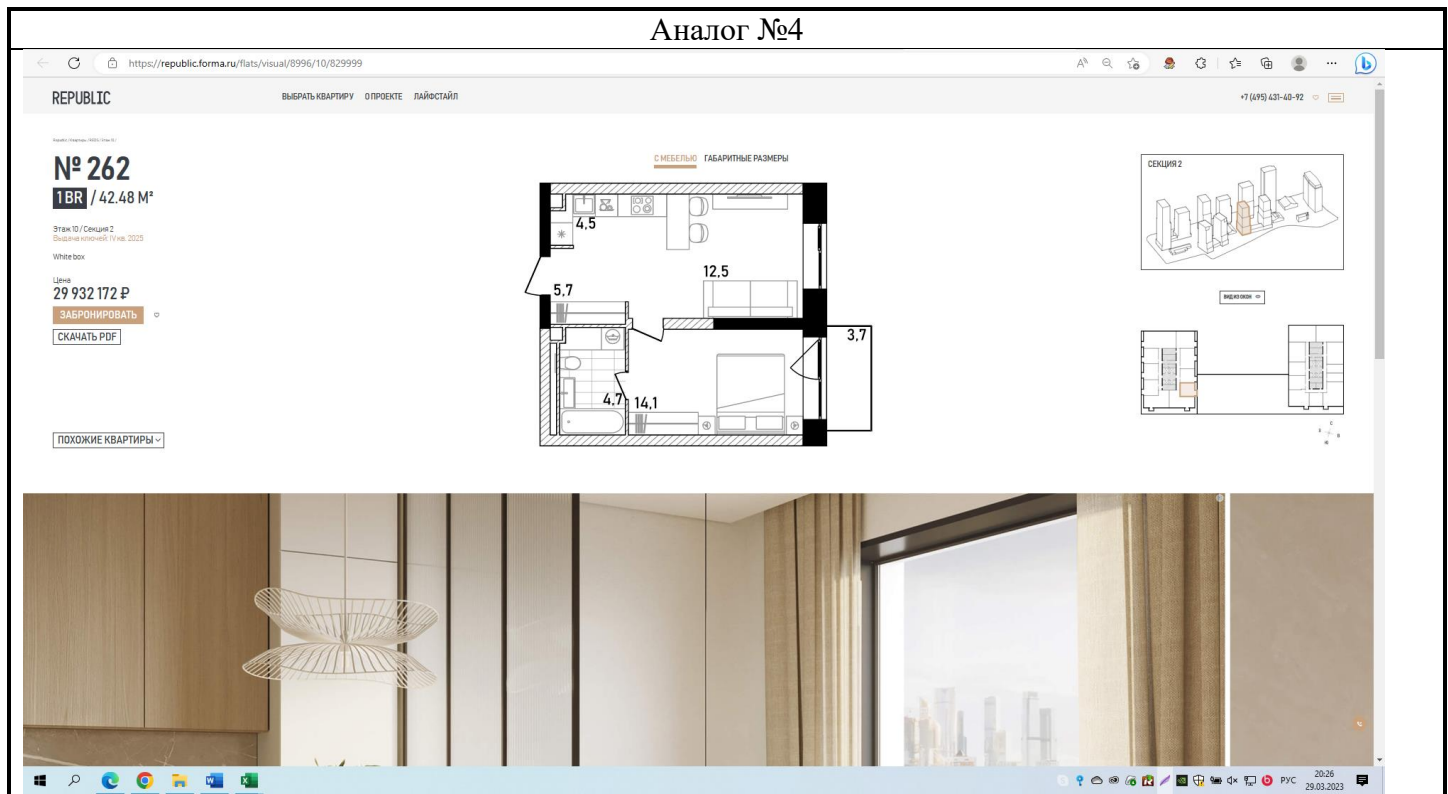 Аналог №4
https://republic.forma.ru/flats/visual/8996/10/829999
REPUBLIC
ВЫБРАТЬ КВАРТИРУ О ПРОЕКТЕ ЛАЙФСТАЙЛ
+7 (495) 431-40-92
№ 262
1 BR / 42.48 М²
Этаж 10 / Секция 2
Выдача ключей: IV кв. 2025
White box
Цена
29 932 172 ₽
ЗАБРОНИРОВАТЬ
СКАЧАТЬ PDF
ПОХОЖИЕ КВАРТИРЫ
С МЕБЕЛЬЮ ГАБАРИТНЫЕ РАЗМЕРЫ
4,5
12,5
5,7
3,7
4,7
14,1
СЕКЦИЯ 2
ВИД ИЗ ОКОН
20:26
РУС
29.03.2023